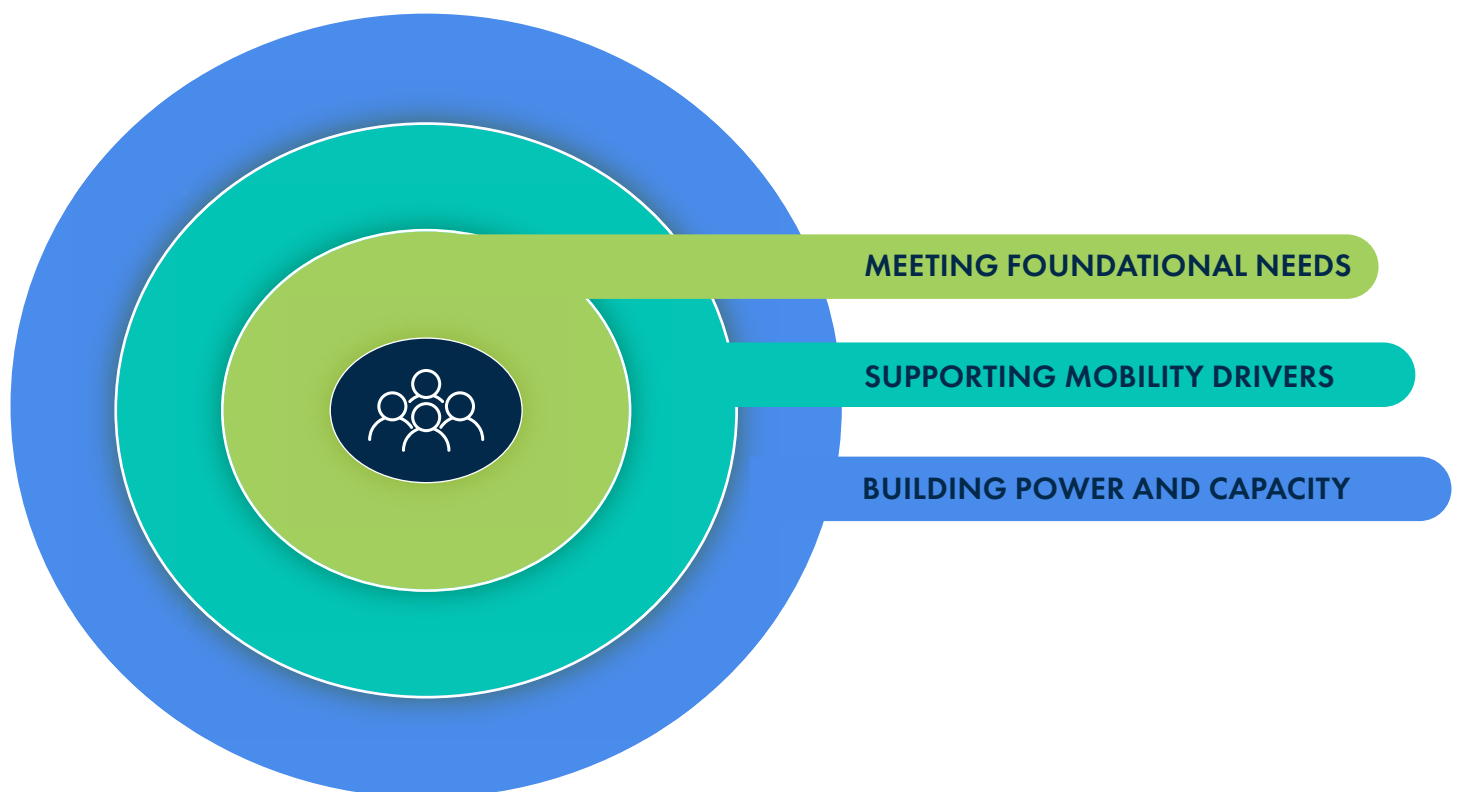 MEETING FOUNDATIONAL NEEDS
SUPPORTING MOBILITY DRIVERS
BUILDING POWER AND CAPACITY